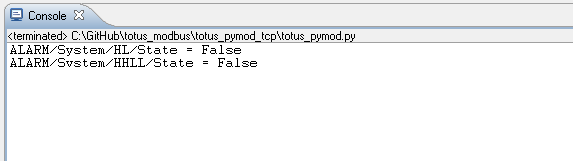 Console
<terminated> C:\GitHub\totus_modbus\totus_pymod_tcp\totus_pymod.py
ALARM/System/HL/State = False
ALARM/System/HHLL/State = False